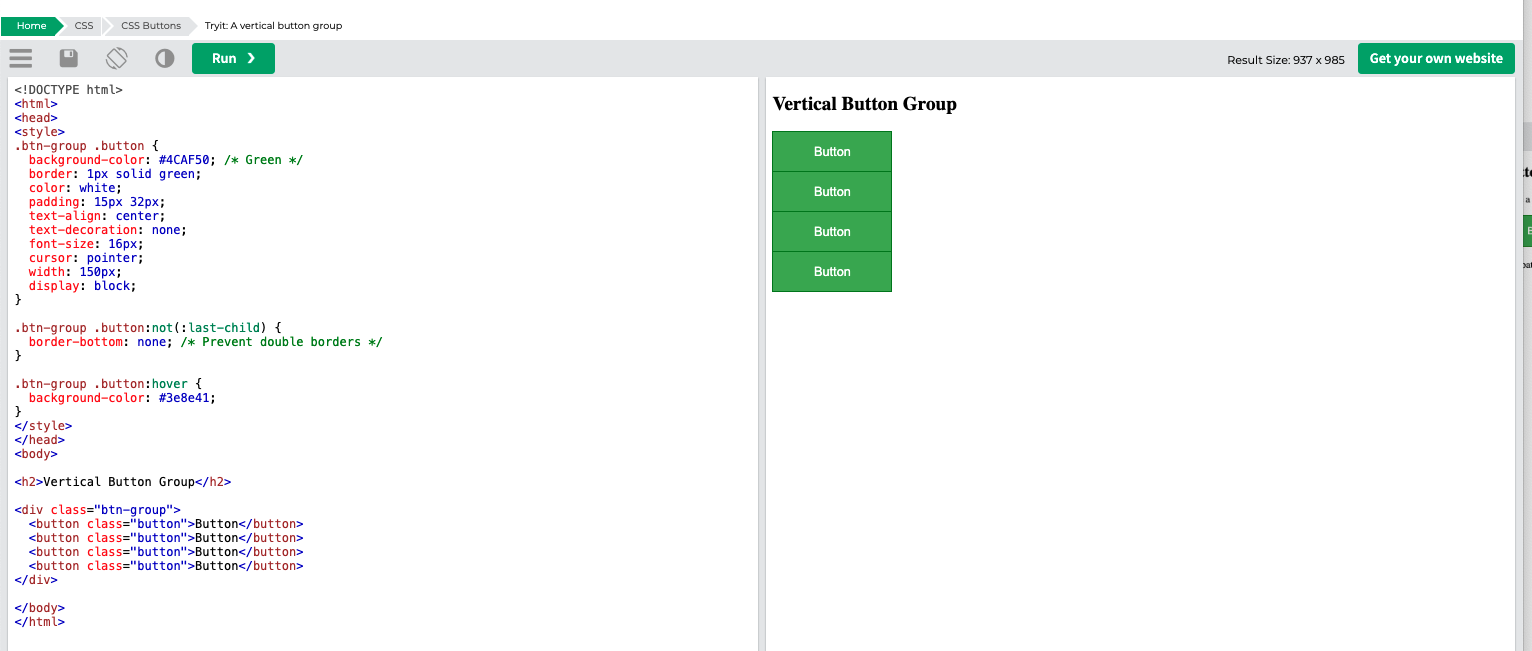 Home CSS CSS Buttons Tryit: A vertical button group
Run ❯ Result Size: 937 x 985 Get your own website
<!DOCTYPE html>
<html>
<head>
<style>
.btn-group .button {
  background-color: #4CAF50; /* Green */
  border: 1px solid green;
  color: white;
  padding: 15px 32px;
  text-align: center;
  text-decoration: none;
  font-size: 16px;
  cursor: pointer;
  width: 150px;
  display: block;
}

.btn-group .button:not(:last-child) {
  border-bottom: none; /* Prevent double borders */
}

.btn-group .button:hover {
  background-color: #3e8e41;
}
</style>
</head>
<body>

<h2>Vertical Button Group</h2>

<div class="btn-group">
  <button class="button">Button</button>
  <button class="button">Button</button>
  <button class="button">Button</button>
  <button class="button">Button</button>
</div>

</body>
</html>
Vertical Button Group
Button
Button
Button
Button